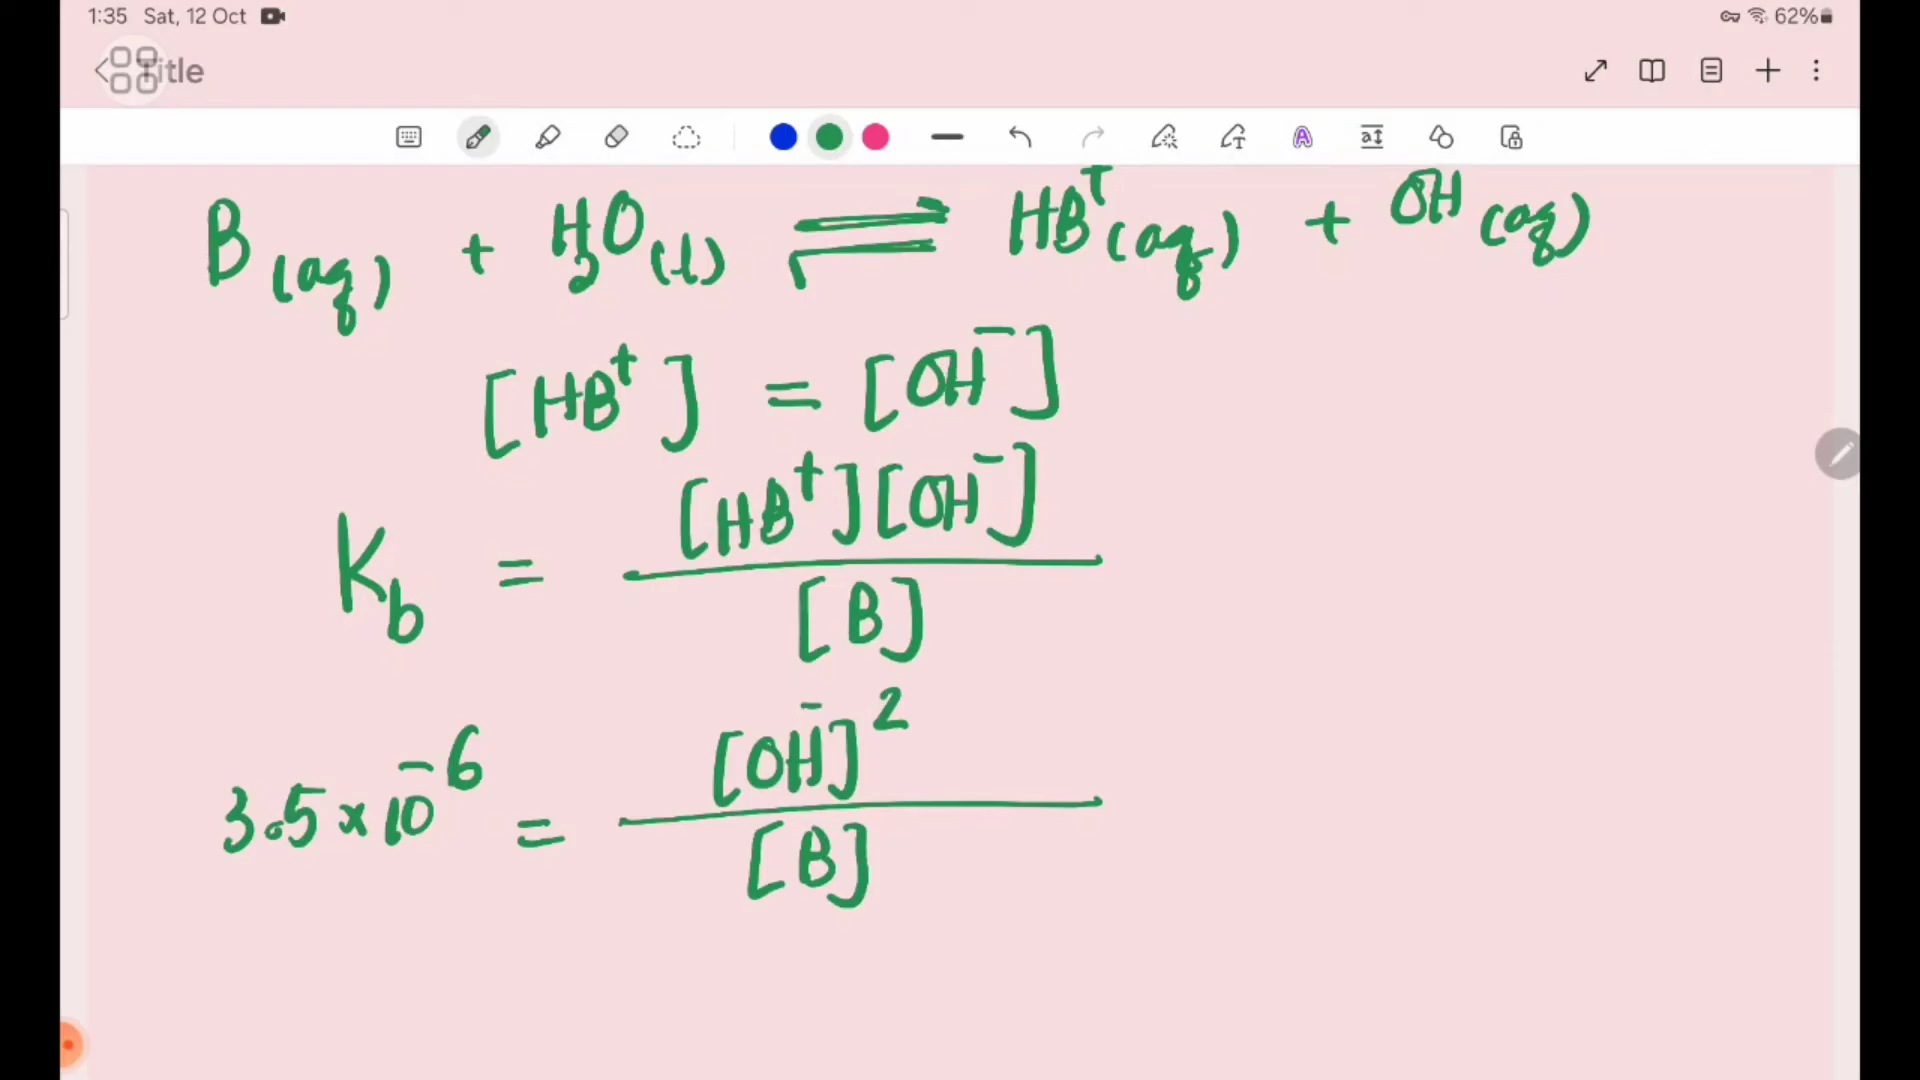 1:35 Sat, 12 Oct 62%
Title
B(aq) + H₂O(l) ⇌ HB⁺(aq) + OH(aq)
[HB⁺] = [OH⁻]
K_b = [HB⁺][OH⁻] / [B]
3.5 × 10⁻⁶ = [OH⁻]² / [B]